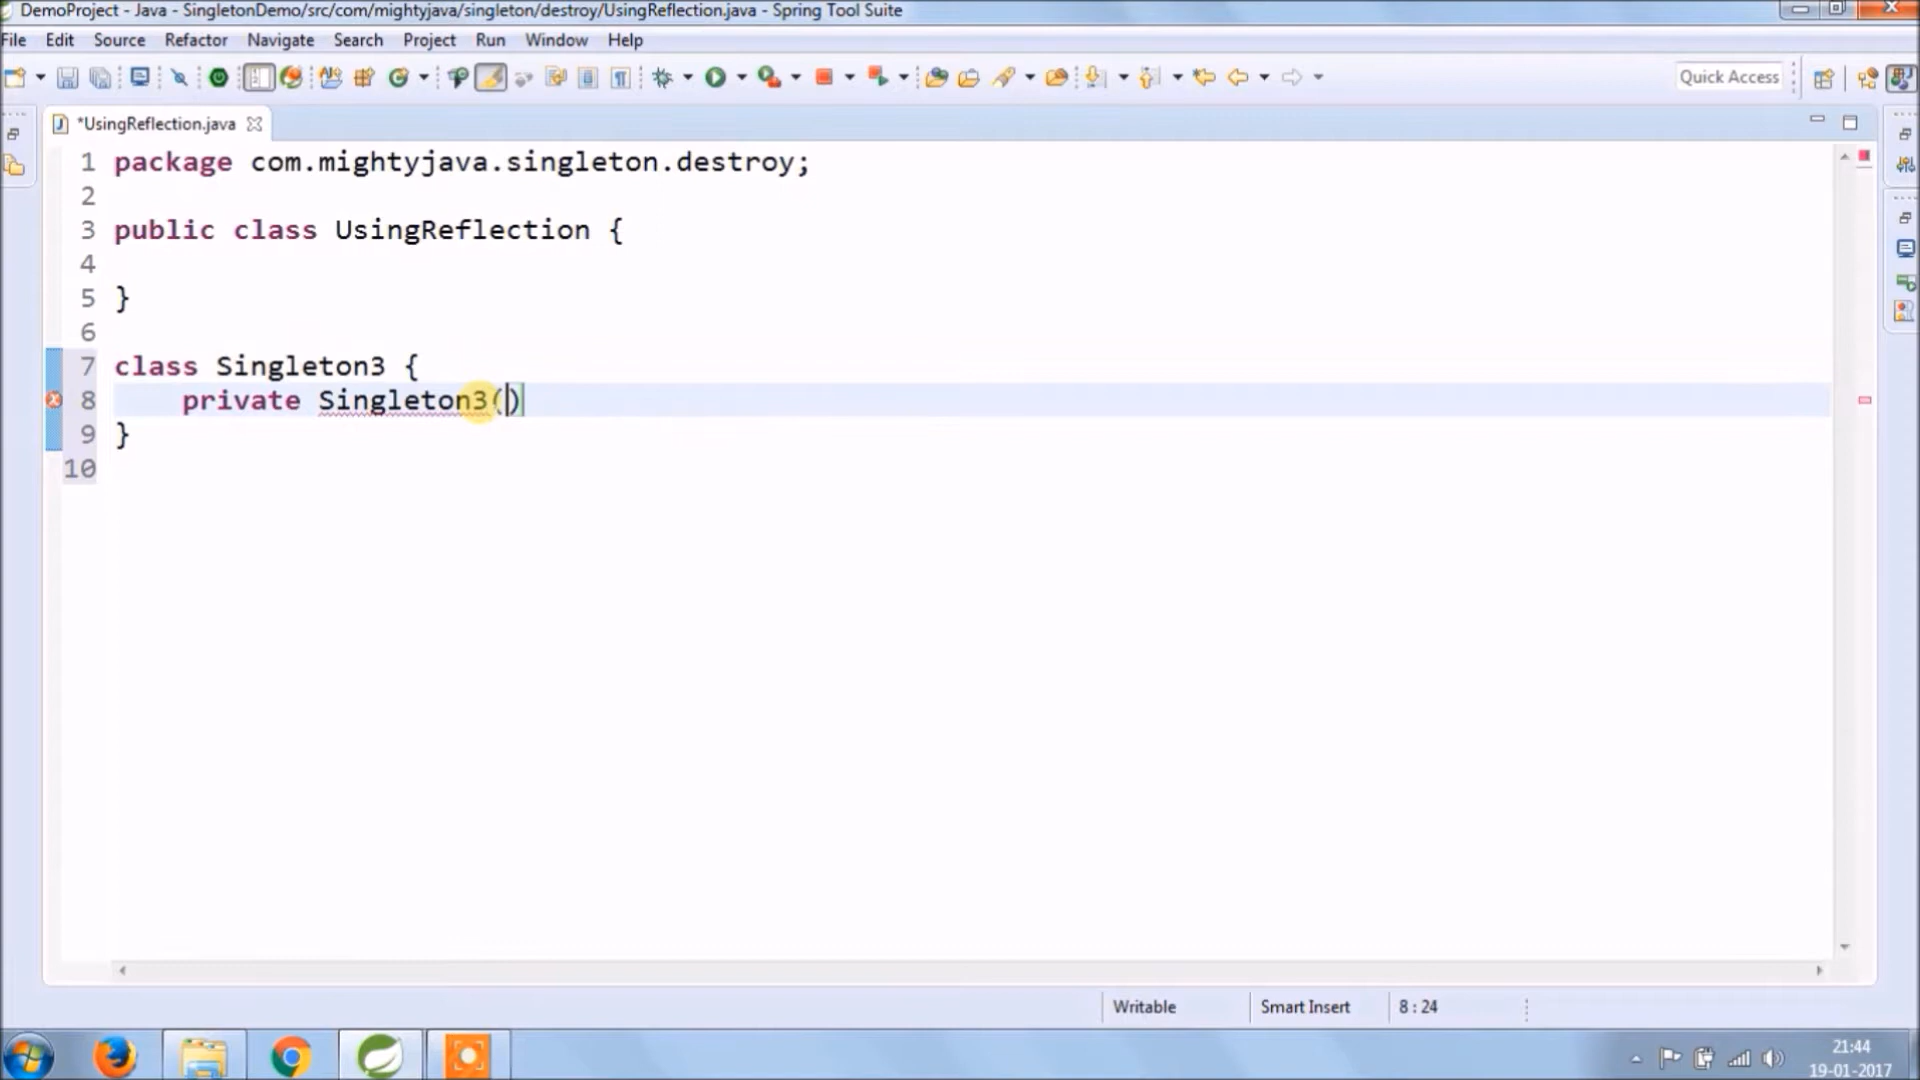 DemoProject - Java - SingletonDemo/src/com/mightyjava/singleton/destroy/UsingReflection.java - Spring Tool Suite
File Edit Source Refactor Navigate Search Project Run Window Help
Quick Access
*UsingReflection.java
1 package com.mightyjava.singleton.destroy;
2
3 public class UsingReflection {
4
5 }
6
7 class Singleton3 {
8 private Singleton3()
9 }
10
Writable Smart Insert 8 : 24
21:44
19-01-2017